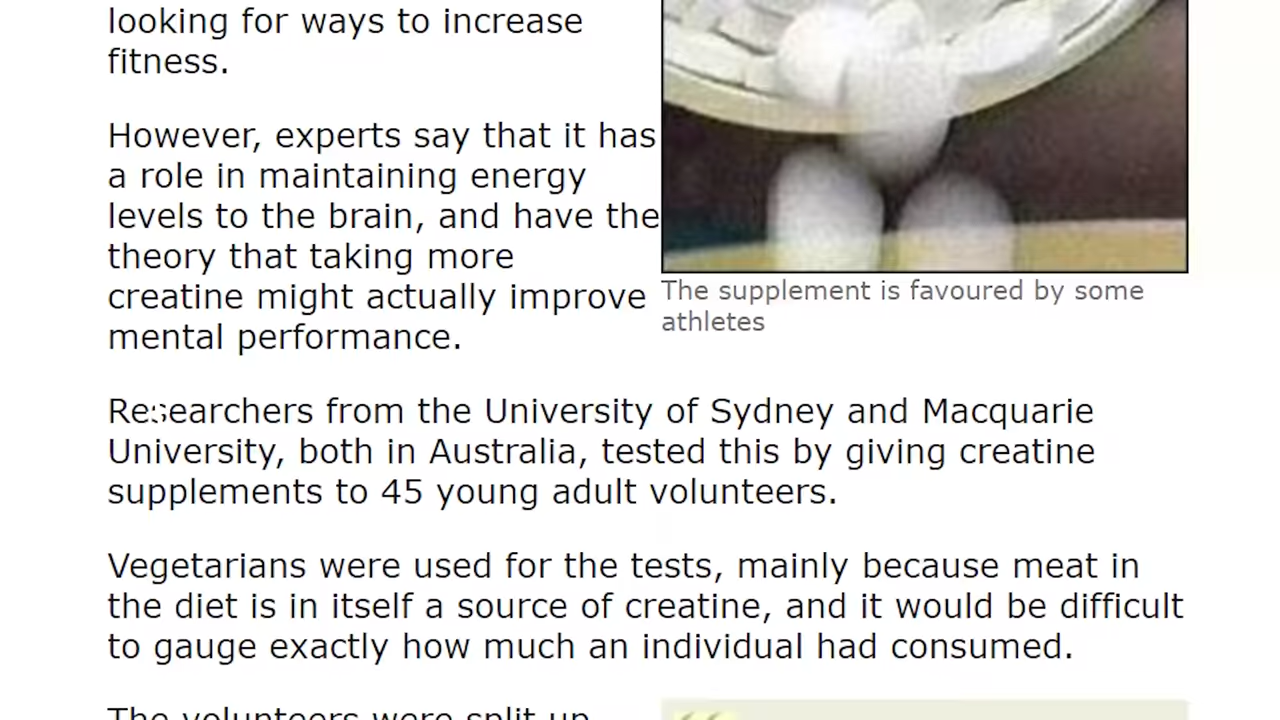 looking for ways to increase
fitness.
However, experts say that it has
a role in maintaining energy
levels to the brain, and have the
theory that taking more
creatine might actually improve
mental performance.
The supplement is favoured by some
athletes
Researchers from the University of Sydney and Macquarie
University, both in Australia, tested this by giving creatine
supplements to 45 young adult volunteers.
Vegetarians were used for the tests, mainly because meat in
the diet is in itself a source of creatine, and it would be difficult
to gauge exactly how much an individual had consumed.
The volunteers were split up